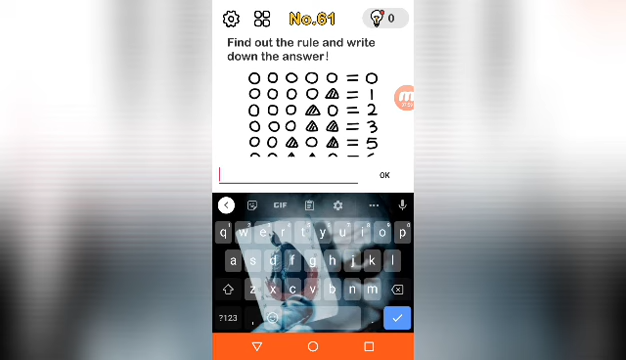 No.61
0
Find out the rule and write
down the answer!
= 0
= 1
= 2
= 3
= 5
OK
GIF
q w e r t y u i o p
a s d f g h j k l
z x c v b n m
?123 , .